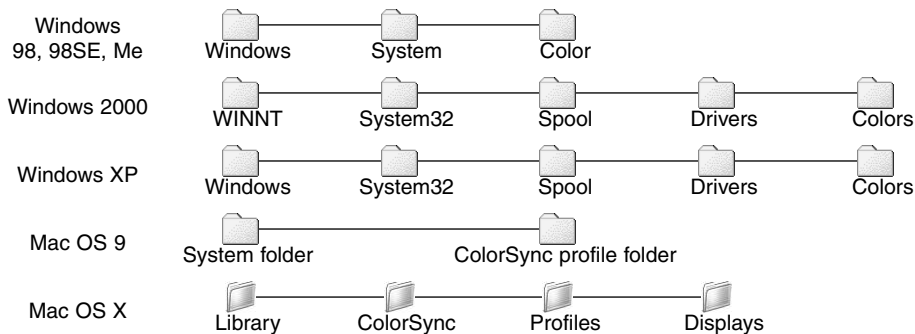 Windows
98, 98SE, Me
Windows System Color
Windows 2000
WINNT System32 Spool Drivers Colors
Windows XP
Windows System32 Spool Drivers Colors
Mac OS 9
System folder ColorSync profile folder
Mac OS X
Library ColorSync Profiles Displays